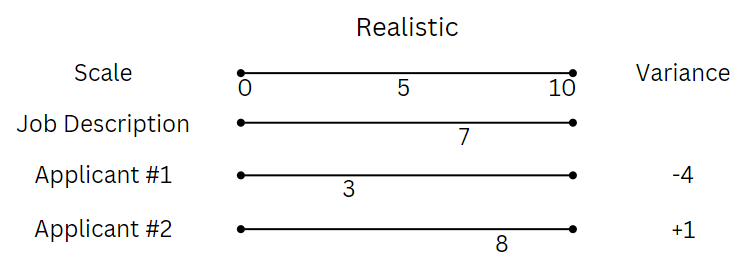 Realistic
Scale 0 5 10 Variance
Job Description 7
Applicant #1 3 -4
Applicant #2 8 +1